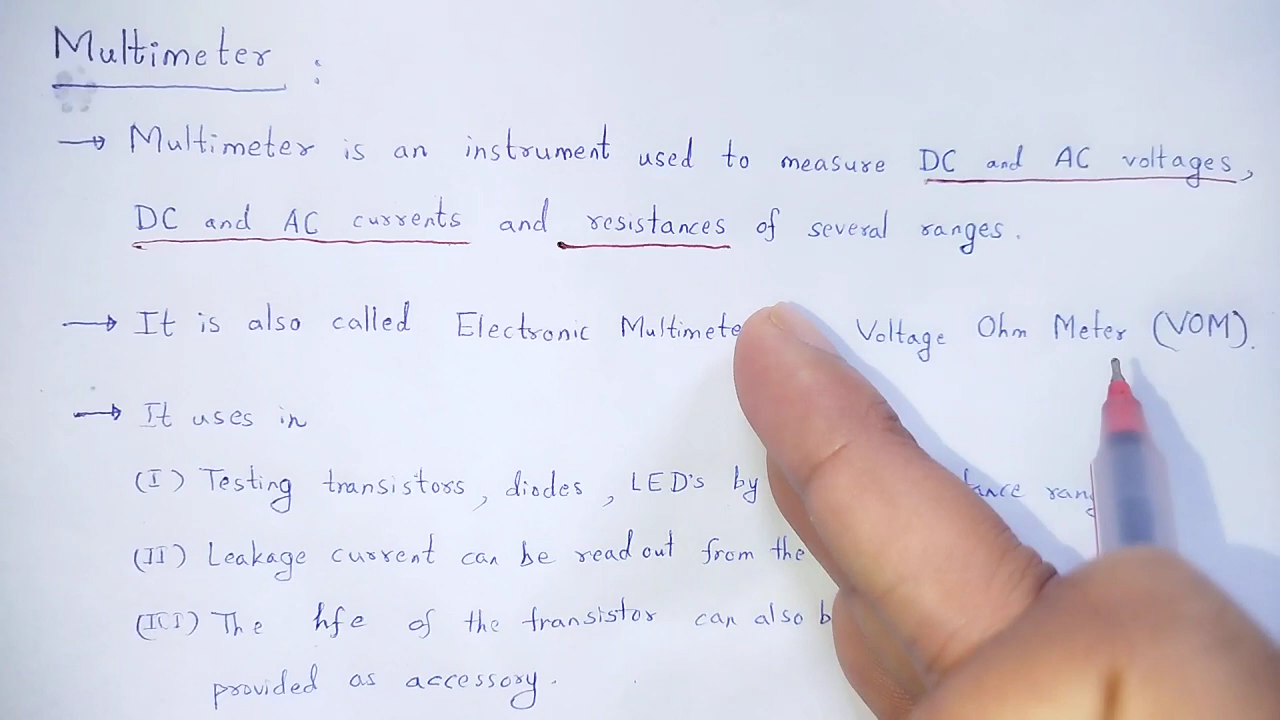 Multimeter :
→ Multimeter is an instrument used to measure DC and AC voltages,
DC and AC currents and resistances of several ranges.
→ It is also called Electronic Voltage Ohm Meter (VOM).
→ It uses in
(I) Testing transistors, diodes, LED's by
(II) Leakage current can be read out from the
(III) The hfe of the transistor can also
provided as accessory.